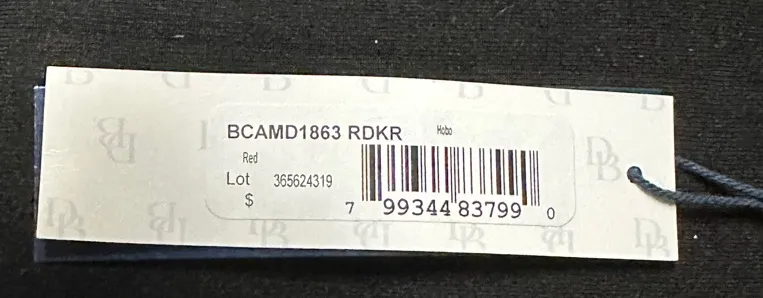 BCAMD1863 RDKR Hobo
Red
Lot 365624319
$
7 99344 83799 0